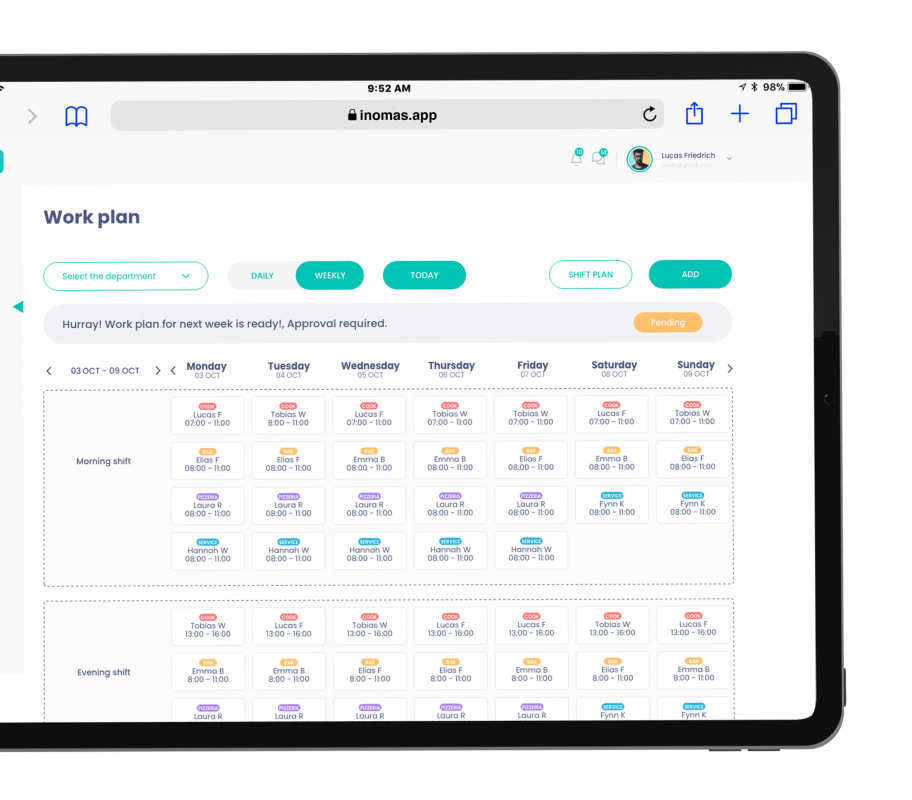 9:52 AM
98%
inomas.app
10
14
Lucas Friedrich
Work plan
Select the department
DAILY
WEEKLY
TODAY
SHIFT PLAN
ADD
Hurray! Work plan for next week is ready!, Approval required.
Pending
03 OCT - 09 OCT
Monday Tuesday Wednesday Thursday Friday Saturday Sunday
03 OCT 04 OCT 05 OCT 06 OCT 07 OCT 08 OCT 09 OCT
Morning shift
COOK COOK COOK COOK COOK COOK COOK
Lucas F Tobias W Lucas F Tobias W Tobias W Lucas F Tobias W
07:00 - 11:00 8:00 - 11:00 07:00 - 11:00 07:00 - 11:00 07:00 - 11:00 07:00 - 11:00 07:00 - 11:00
BAR BAR BAR BAR BAR BAR BAR
Elias F Elias F Emma B Emma B Elias F Emma B Elias F
08:00 - 11:00 08:00 - 11:00 08:00 - 11:00 08:00 - 11:00 08:00 - 11:00 08:00 - 11:00 08:00 - 11:00
PIZZERIA PIZZERIA PIZZERIA PIZZERIA PIZZERIA SERVICE SERVICE
Laura R Laura R Laura R Laura R Laura R Fynn K Fynn K
08:00 - 11:00 08:00 - 11:00 08:00 - 11:00 08:00 - 11:00 08:00 - 11:00 08:00 - 11:00 08:00 - 11:00
SERVICE SERVICE SERVICE SERVICE SERVICE
Hannah W Hannah W Hannah W Hannah W Hannah W
08:00 - 11:00 08:00 - 11:00 08:00 - 11:00 08:00 - 11:00 08:00 - 11:00
Evening shift
COOK COOK COOK COOK COOK COOK COOK
Tobias W Lucas F Tobias W Lucas F Lucas F Tobias W Lucas F
13:00 - 16:00 13:00 - 16:00 13:00 - 16:00 13:00 - 16:00 13:00 - 16:00 13:00 - 16:00 13:00 - 16:00
BAR BAR BAR BAR BAR BAR BAR
Emma B Emma B Elias F Elias F Emma B Elias F Emma B
8:00 - 11:00 8:00 - 11:00 8:00 - 11:00 8:00 - 11:00 8:00 - 11:00 8:00 - 11:00 8:00 - 11:00
PIZZERIA PIZZERIA PIZZERIA PIZZERIA PIZZERIA SERVICE SERVICE
Laura R Laura R Laura R Laura R Laura R Fynn K Fynn K